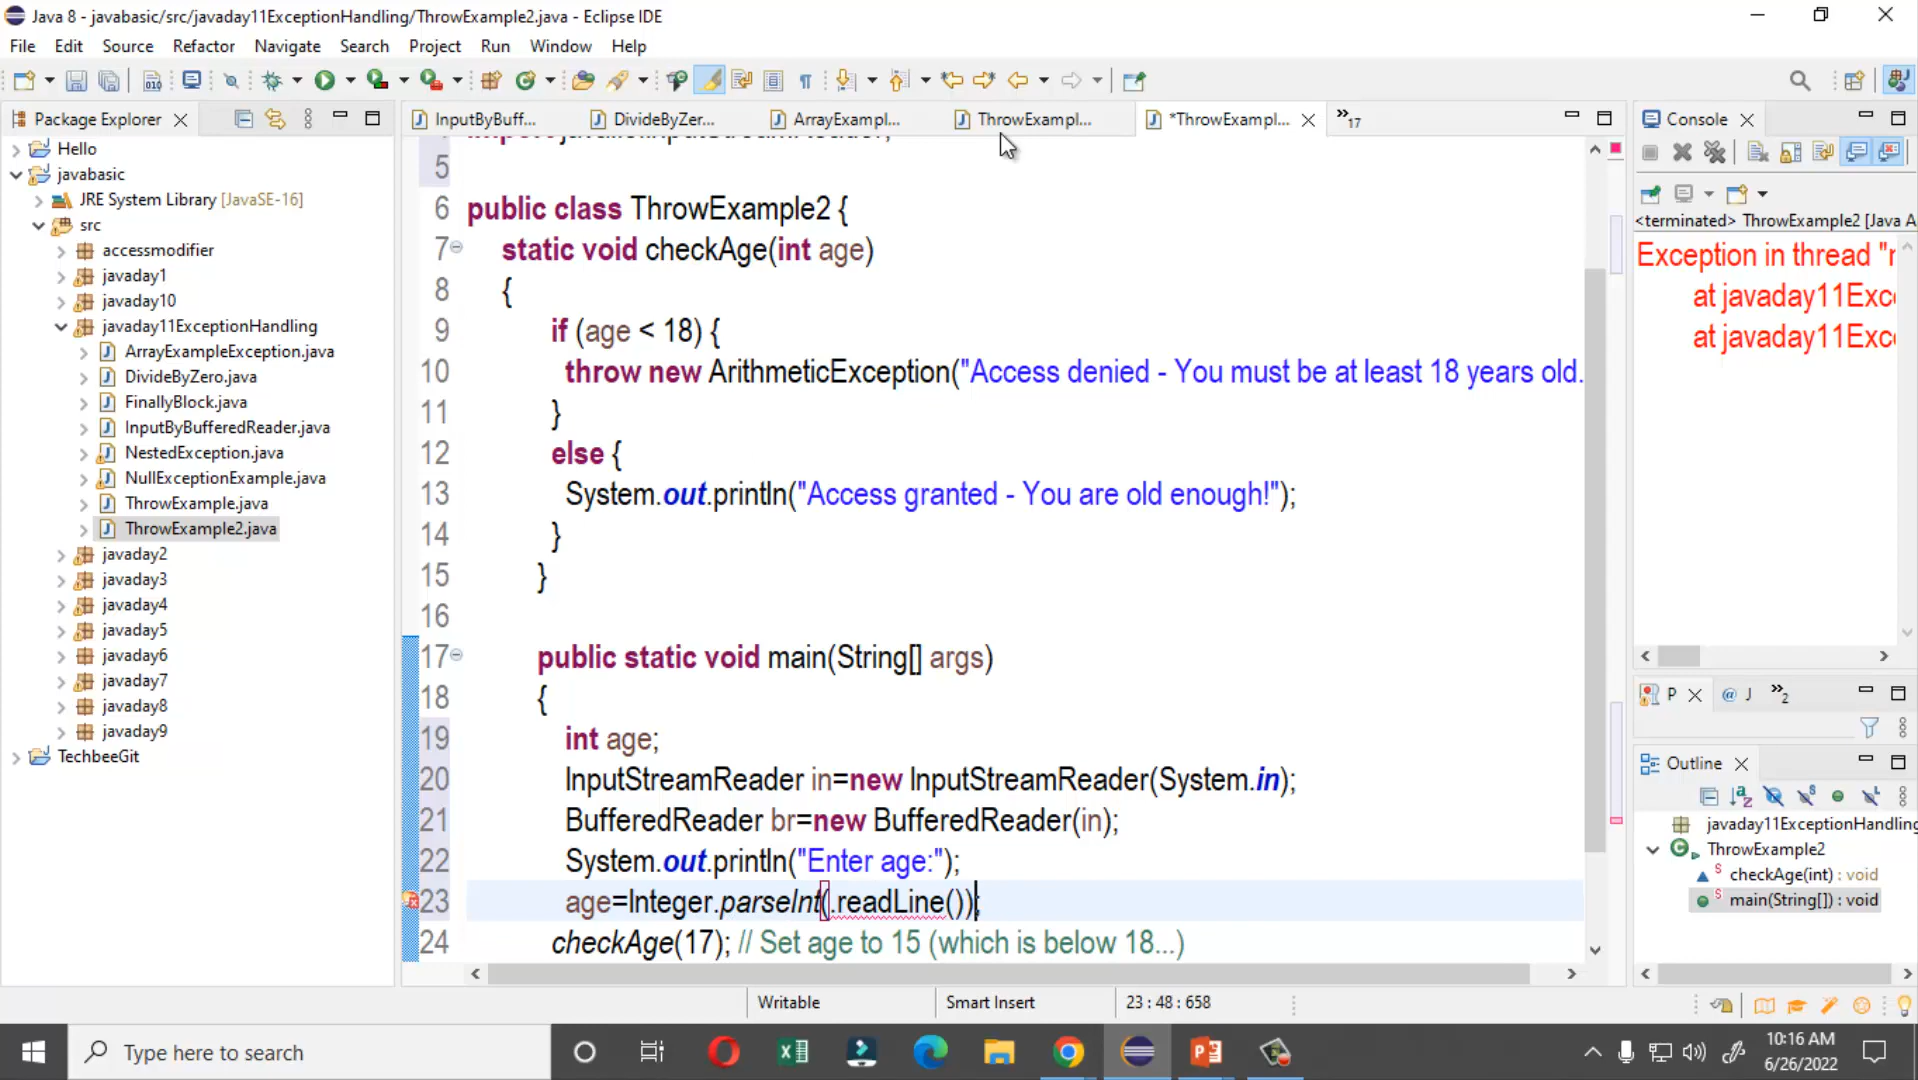 Java 8 - javabasic/src/javaday11ExceptionHandling/ThrowExample2.java - Eclipse IDE
File Edit Source Refactor Navigate Search Project Run Window Help
Package Explorer
Hello
javabasic
JRE System Library [JavaSE-16]
src
accessmodifier
javaday1
javaday10
javaday11ExceptionHandling
ArrayExampleException.java
DivideByZero.java
FinallyBlock.java
InputByBufferedReader.java
NestedException.java
NullExceptionExample.java
ThrowExample.java
ThrowExample2.java
javaday2
javaday3
javaday4
javaday5
javaday6
javaday7
javaday8
javaday9
TechbeeGit
InputByBuff... DivideByZer... ArrayExampl... ThrowExampl... *ThrowExampl... »17
5
6 public class ThrowExample2 {
7 static void checkAge(int age)
8 {
9 if (age < 18) {
10 throw new ArithmeticException("Access denied - You must be at least 18 years old.
11 }
12 else {
13 System.out.println("Access granted - You are old enough!");
14 }
15 }
16
17 public static void main(String[] args)
18 {
19 int age;
20 InputStreamReader in=new InputStreamReader(System.in);
21 BufferedReader br=new BufferedReader(in);
22 System.out.println("Enter age:");
23 age=Integer.parseInt(.readLine());
24 checkAge(17); // Set age to 15 (which is below 18...)
Console
<terminated> ThrowExample2 [Java A
Exception in thread "r
at javaday11Exc
at javaday11Exc
P @ J »2
Outline
javaday11ExceptionHandling
ThrowExample2
checkAge(int) : void
main(String[]) : void
Writable Smart Insert 23 : 48 : 658
Type here to search
10:16 AM
6/26/2022